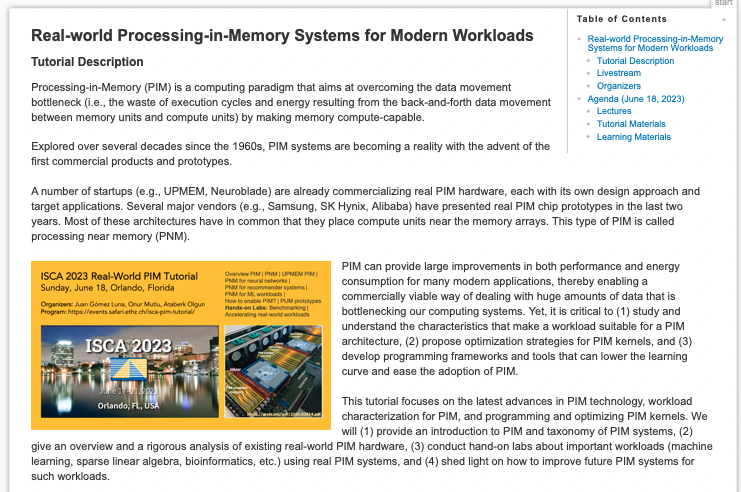 start
Table of Contents
Real-world Processing-in-Memory
Systems for Modern Workloads
Tutorial Description
Livestream
Organizers
Agenda (June 18, 2023)
Lectures
Tutorial Materials
Learning Materials
Real-world Processing-in-Memory Systems for Modern Workloads
Tutorial Description
Processing-in-Memory (PIM) is a computing paradigm that aims at overcoming the data movement
bottleneck (i.e., the waste of execution cycles and energy resulting from the back-and-forth data movement
between memory units and compute units) by making memory compute-capable.
Explored over several decades since the 1960s, PIM systems are becoming a reality with the advent of the
first commercial products and prototypes.
A number of startups (e.g., UPMEM, Neuroblade) are already commercializing real PIM hardware, each with its own design approach and
target applications. Several major vendors (e.g., Samsung, SK Hynix, Alibaba) have presented real PIM chip prototypes in the last two
years. Most of these architectures have in common that they place compute units near the memory arrays. This type of PIM is called
processing near memory (PNM).
ISCA 2023 Real-World PIM Tutorial
Sunday, June 18, Orlando, Florida
Organizers: Juan Gómez Luna, Onur Mutlu, Ataberk Olgun
Program: https://events.safari.ethz.ch/isca-pim-tutorial/
Overview PIM | PNM | UPMEM PIM |
PNM for neural networks |
PNM for recommender systems |
PNM for ML workloads |
How to enable PIM? | PUM prototypes
Hands-on Labs: Benchmarking |
Accelerating real-world workloads
ISCA 2023
June 17-21, 2023
Orlando, FL, USA
PIM can provide large improvements in both performance and energy
consumption for many modern applications, thereby enabling a
commercially viable way of dealing with huge amounts of data that is
bottlenecking our computing systems. Yet, it is critical to (1) study and
understand the characteristics that make a workload suitable for a PIM
architecture, (2) propose optimization strategies for PIM kernels, and (3)
develop programming frameworks and tools that can lower the learning
curve and ease the adoption of PIM.
This tutorial focuses on the latest advances in PIM technology, workload
characterization for PIM, and programming and optimizing PIM kernels. We
will (1) provide an introduction to PIM and taxonomy of PIM systems, (2)
give an overview and a rigorous analysis of existing real-world PIM hardware, (3) conduct hand-on labs about important workloads (machine
learning, sparse linear algebra, bioinformatics, etc.) using real PIM systems, and (4) shed light on how to improve future PIM systems for
such workloads.